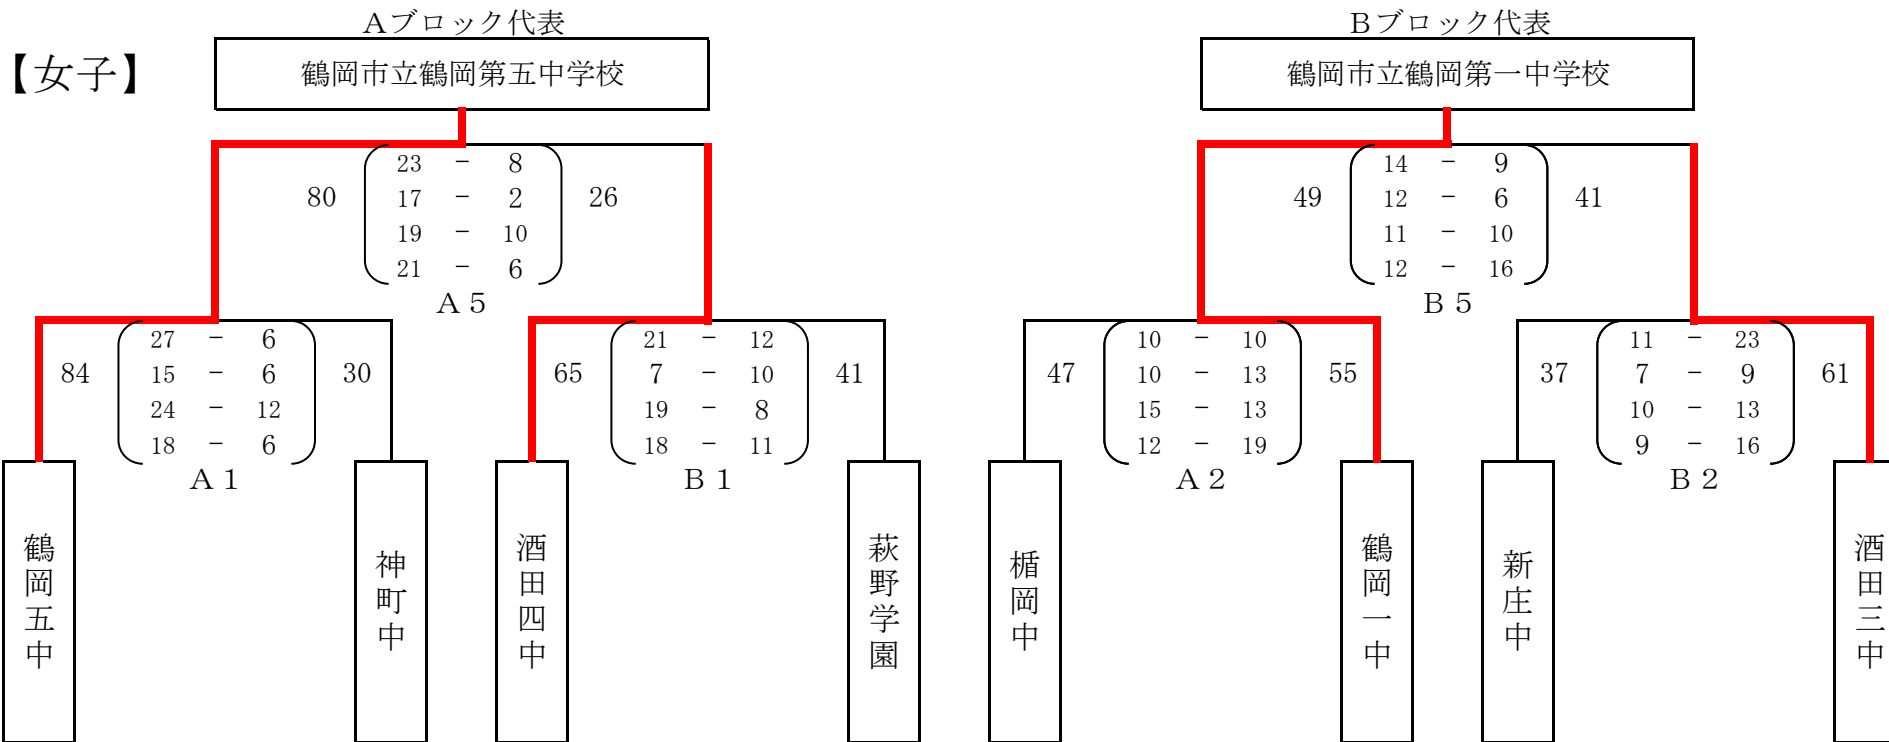 【女子】
Aブロック代表
鶴岡市立鶴岡第五中学校
Bブロック代表
鶴岡市立鶴岡第一中学校
80
23 - 8
17 - 2
19 - 10
21 - 6
26
A5
49
14 - 9
12 - 6
11 - 10
12 - 16
41
B5
84
27 - 6
15 - 6
24 - 12
18 - 6
30
A1
65
21 - 12
7 - 10
19 - 8
18 - 11
41
B1
47
10 - 10
10 - 13
15 - 13
12 - 19
55
A2
37
11 - 23
7 - 9
10 - 13
9 - 16
61
B2
鶴岡五中
神町中
酒田四中
萩野学園
楯岡中
鶴岡一中
新庄中
酒田三中